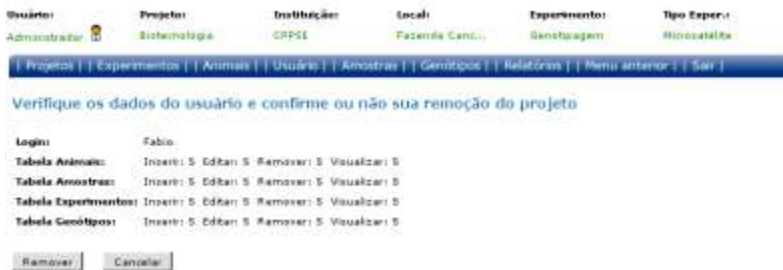 Usuário: Projeto: Instituição: Local: Experimento: Tipo Exper.:
Administrador Biotecnologia CPPSE Fazenda Canc... Genotipagem Microsatélite
| Projetos | | Experimentos | | Animais | | Usuário | | Amostras | | Genótipos | | Relatórios | | Menu anterior | | Sair |
Verifique os dados do usuário e confirme ou não sua remoção do projeto
Login: Fabio
Tabela Animais: Inserir: S Editar: S Remover: S Visualizar: S
Tabela Amostras: Inserir: S Editar: S Remover: S Visualizar: S
Tabela Experimentos: Inserir: S Editar: S Remover: S Visualizar: S
Tabela Genótipos: Inserir: S Editar: S Remover: S Visualizar: S
Remover Cancelar